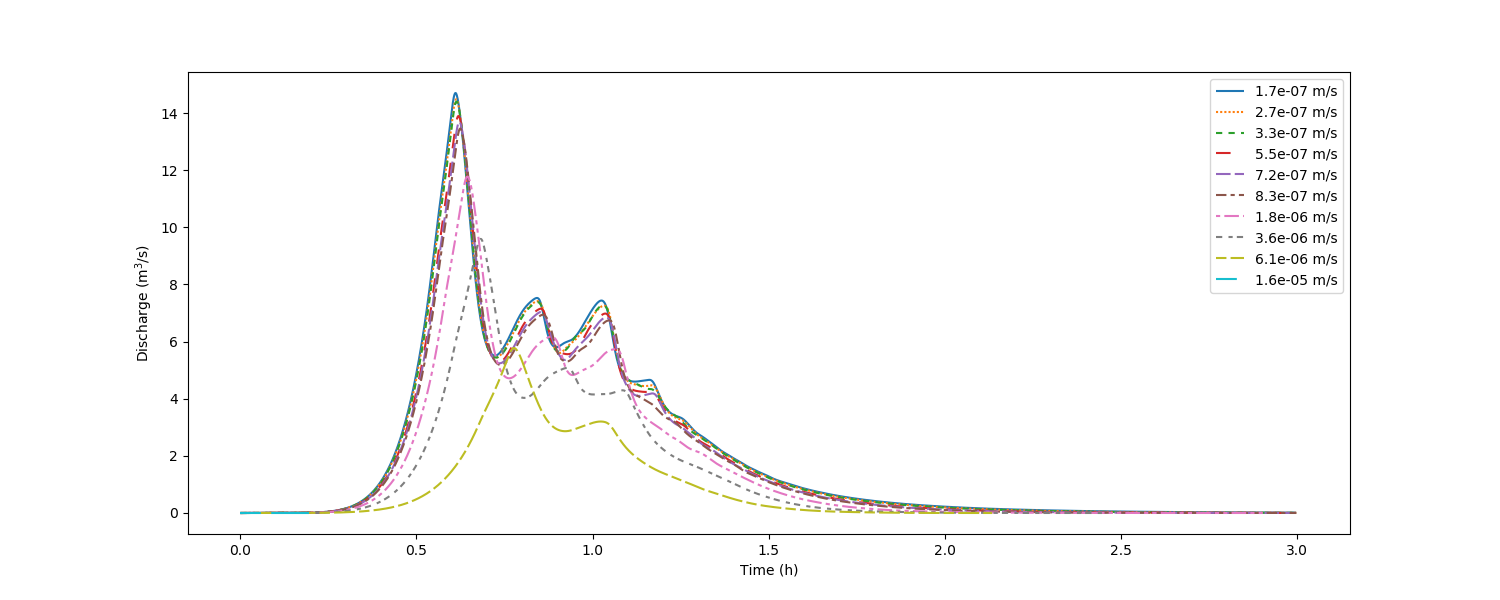 14
12
10
8
6
4
2
0
Discharge (m³/s)
0.0 0.5 1.0 1.5 2.0 2.5 3.0
Time (h)
1.7e-07 m/s
2.7e-07 m/s
3.3e-07 m/s
5.5e-07 m/s
7.2e-07 m/s
8.3e-07 m/s
1.8e-06 m/s
3.6e-06 m/s
6.1e-06 m/s
1.6e-05 m/s